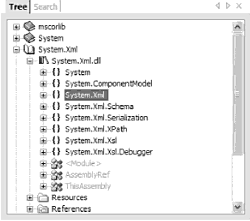 Tree Search
mscorlib
System
System.Xml
System.Xml.dll
{} System
{} System.ComponentModel
{} System.Xml
{} System.Xml.Schema
{} System.Xml.Serialization
{} System.Xml.XPath
{} System.Xml.Xsl
{} System.Xml.Xsl.Debugger
<Module>
AssemblyRef
ThisAssembly
Resources
References